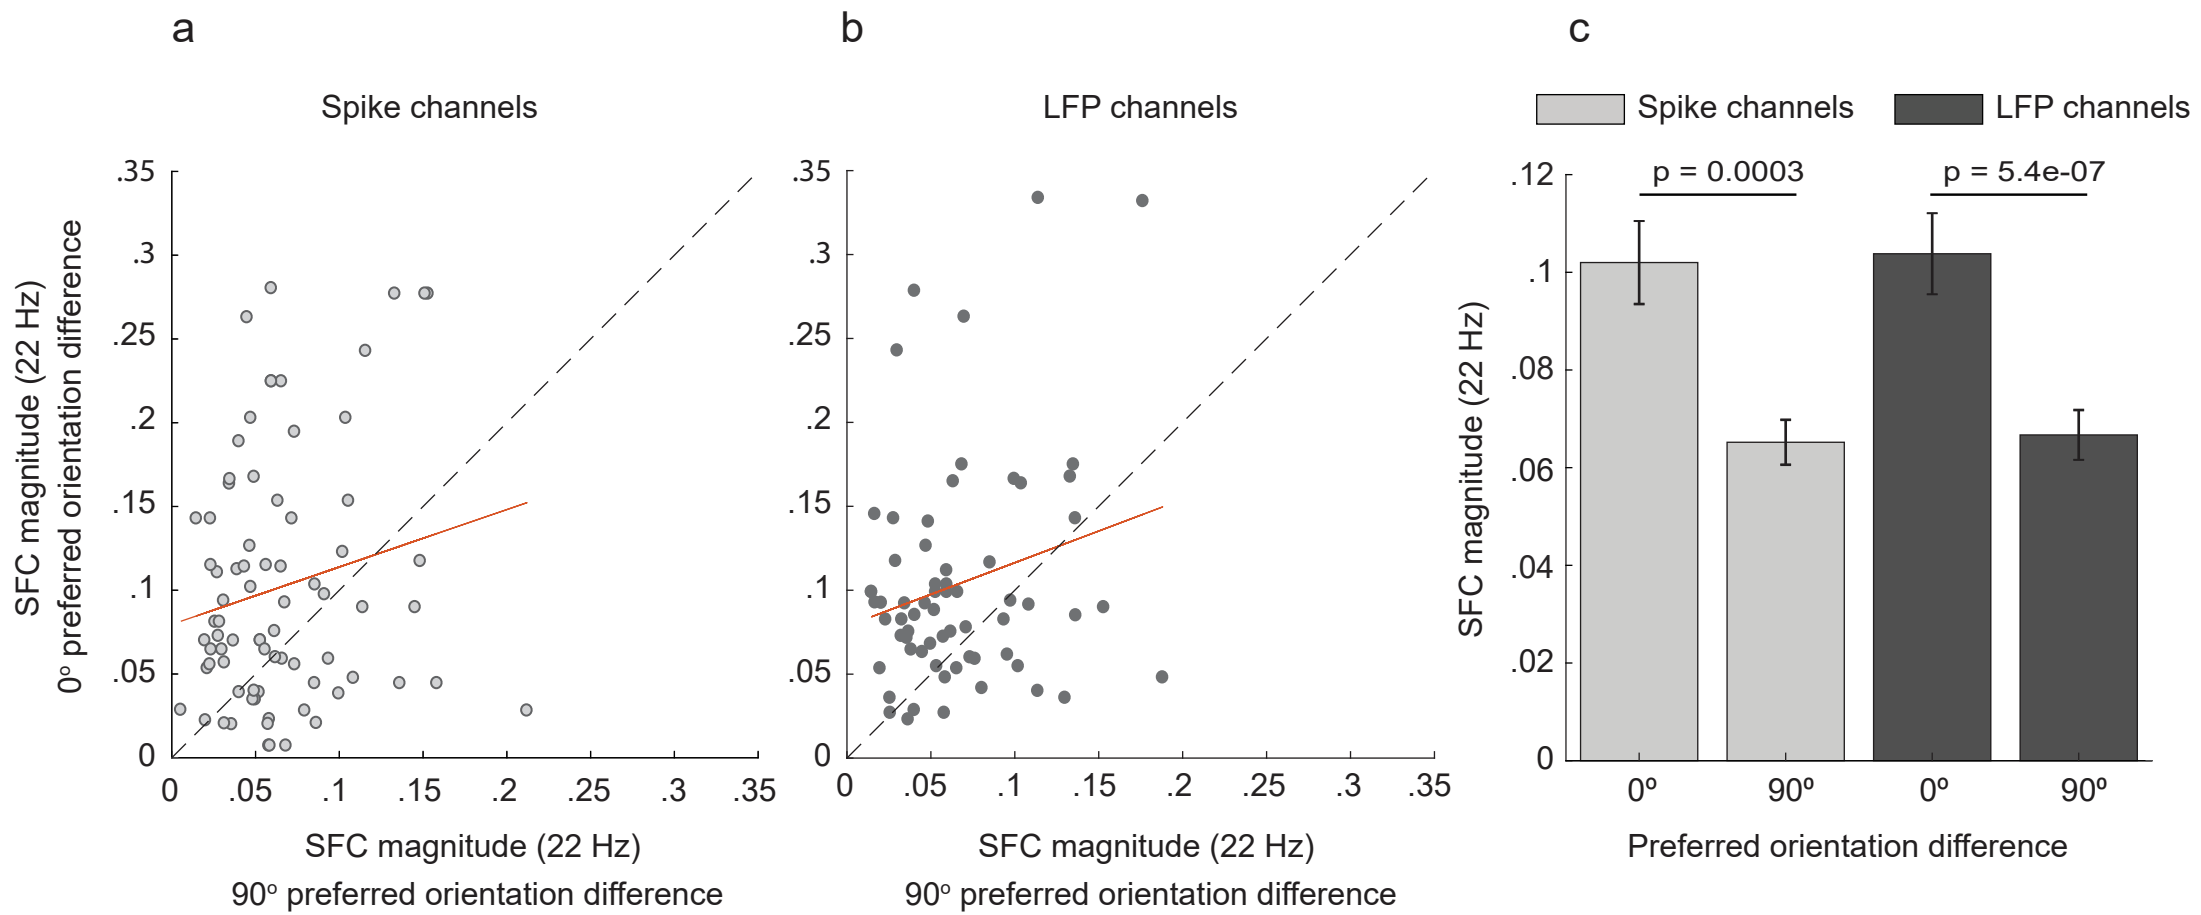 a
Spike channels
SFC magnitude (22 Hz)
0º preferred orientation difference
.35
.3
.25
.2
.15
.1
.05
0
0 .05 .1 .15 .2 .25 .3 .35
SFC magnitude (22 Hz)
90º preferred orientation difference
b
LFP channels
.35
.3
.25
.2
.15
.1
.05
0
0 .05 .1 .15 .2 .25 .3 .35
SFC magnitude (22 Hz)
90º preferred orientation difference
c
Spike channels LFP channels
p = 0.0003 p = 5.4e-07
SFC magnitude (22 Hz)
.12
.1
.08
.06
.04
.02
0
0º 90º 0º 90º
Preferred orientation difference